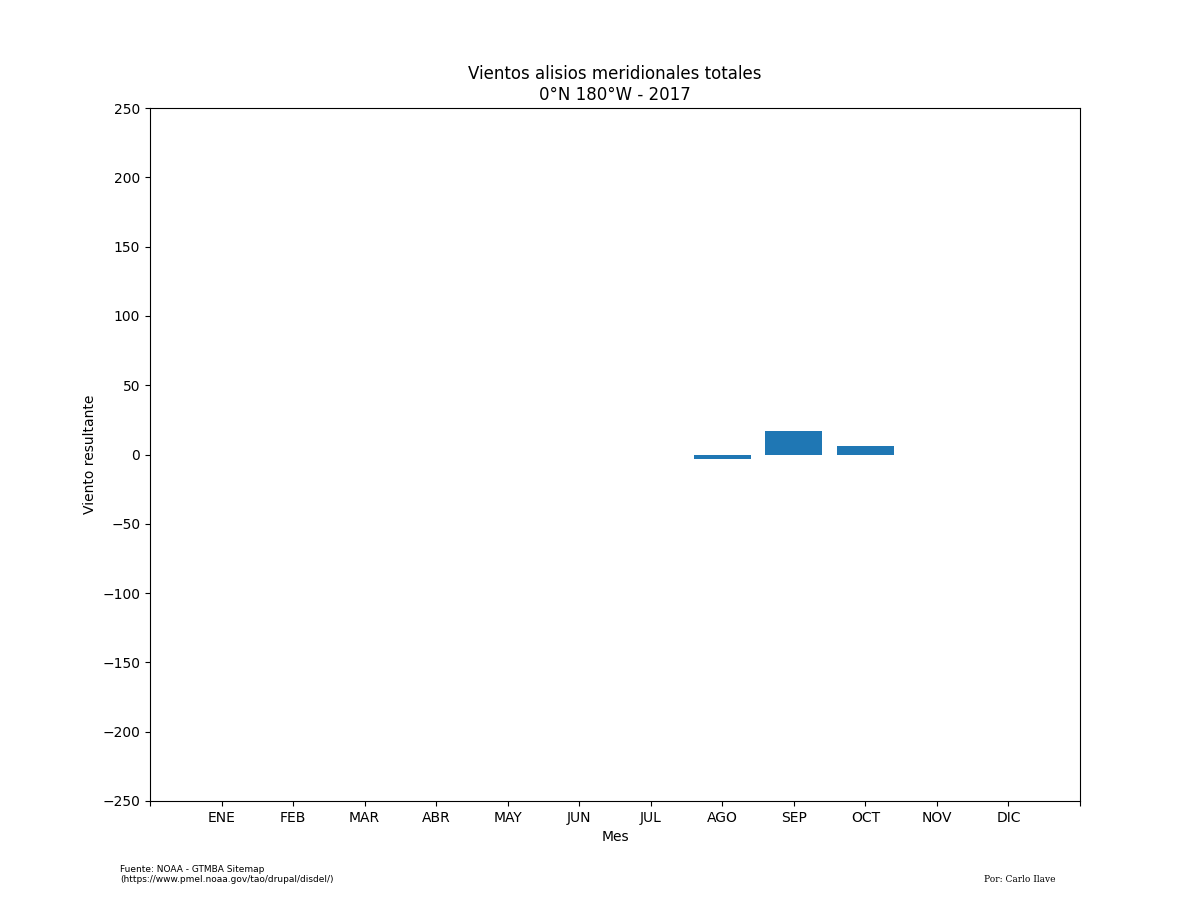 Vientos alisios meridionales totales
0°N 180°W - 2017
250
200
150
100
50
0
−50
−100
−150
−200
−250
Viento resultante
ENE FEB MAR ABR MAY JUN JUL AGO SEP OCT NOV DIC
Mes
Fuente: NOAA - GTMBA Sitemap
(https://www.pmel.noaa.gov/tao/drupal/disdel/)
Por: Carlo Ilave